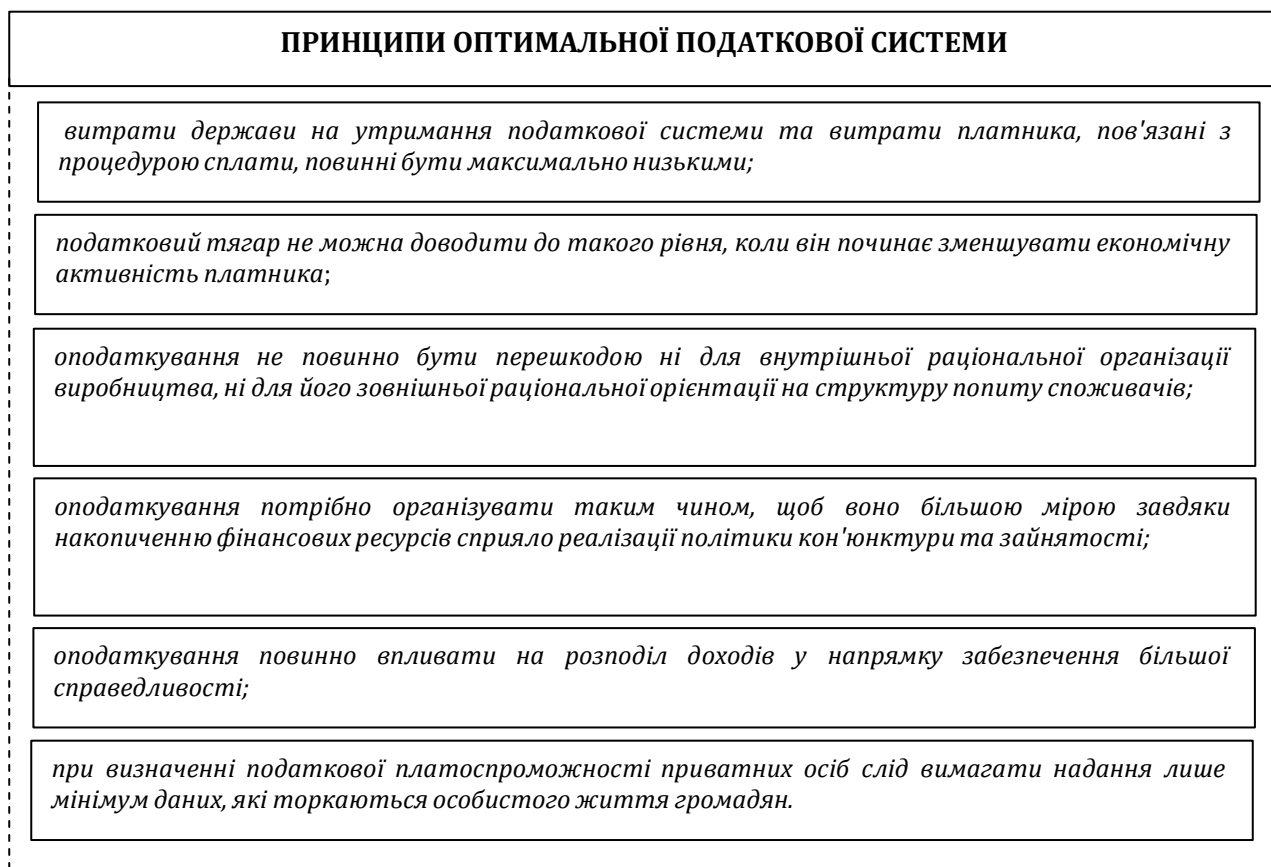 ПРИНЦИПИ ОПТИМАЛЬНОЇ ПОДАТКОВОЇ СИСТЕМИ
витрати держави на утримання податкової системи та витрати платника, пов'язані з
процедурою сплати, повинні бути максимально низькими;
податковий тягар не можна доводити до такого рівня, коли він починає зменшувати економічну
активність платника;
оподаткування не повинно бути перешкодою ні для внутрішньої раціональної організації
виробництва, ні для його зовнішньої раціональної орієнтації на структуру попиту споживачів;
оподаткування потрібно організувати таким чином, щоб воно більшою мірою завдяки
накопиченню фінансових ресурсів сприяло реалізації політики кон'юнктури та зайнятості;
оподаткування повинно впливати на розподіл доходів у напрямку забезпечення більшої
справедливості;
при визначенні податкової платоспроможності приватних осіб слід вимагати надання лише
мінімум даних, які торкаються особистого життя громадян.